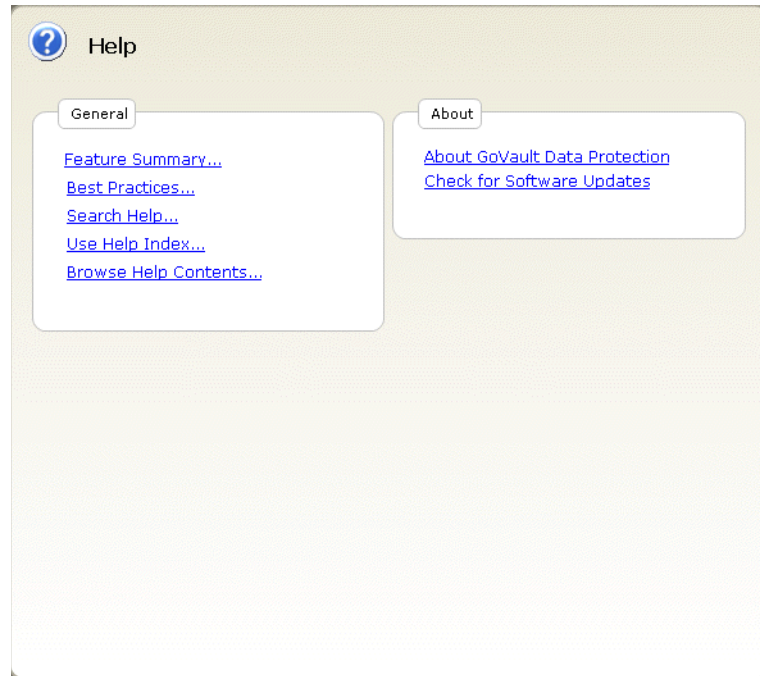 Help
General
Feature Summary...
Best Practices...
Search Help...
Use Help Index...
Browse Help Contents...
About
About GoVault Data Protection
Check for Software Updates